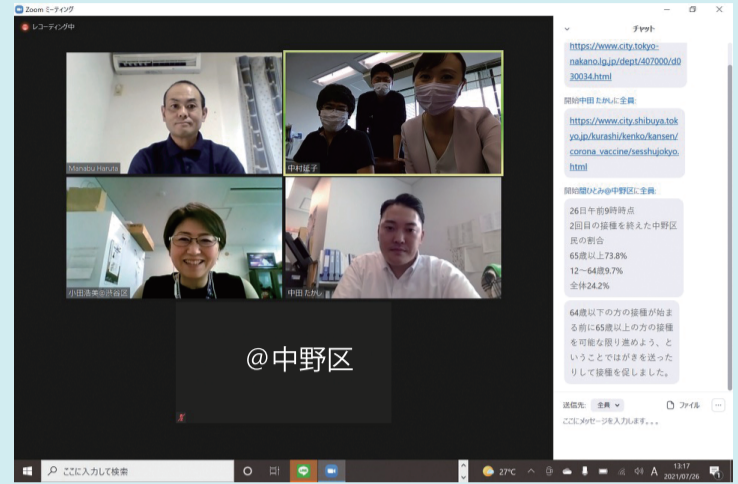 Zoom ミーティング
レコーディング中
Manabu Haruta
中村延子
小田浩美@渋谷区
中田 たかし
@中野区
チャット
https://www.city.tokyo-
nakano.lg.jp/dept/407000/d0
30034.html
開始中田 たかしに全員:
https://www.city.shibuya.tok
yo.jp/kurashi/kenko/kansen/
corona_vaccine/sesshujokyo.
html
開始間ひとみ@中野区に全員:
26日午前9時時点
2回目の接種を終えた中野区
民の割合
65歳以上73.8%
12~64歳9.7%
全体24.2%
64歳以下の方の接種が始ま
る前に65歳以上の方の接種
を可能な限り進めよう、と
いうことではがきを送った
りして接種を促しました。
送信先: 全員
ファイル
ここにメッセージを入力します。。。
ここに入力して検索
27°C
A
13:17
2021/07/26